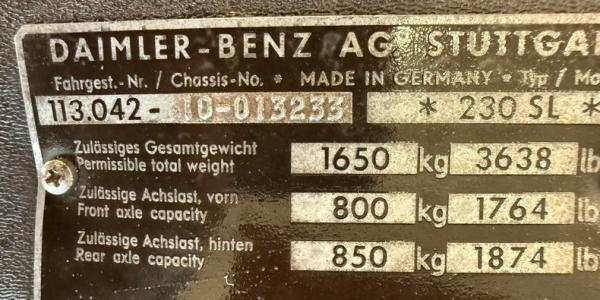 DAIMLER-BENZ AG STUTTGA
Fahrgest.-Nr. / Chassis-No. * MADE IN GERMANY * Typ / Mo
113.042-10-013233 * 230 SL *
Zulässiges Gesamtgewicht 1650 kg 3638 lb
Permissible total weight
Zulässige Achslast, vorn 800 kg 1764 lb
Front axle capacity
Zulässige Achslast, hinten 850 kg 1874 lb
Rear axle capacity